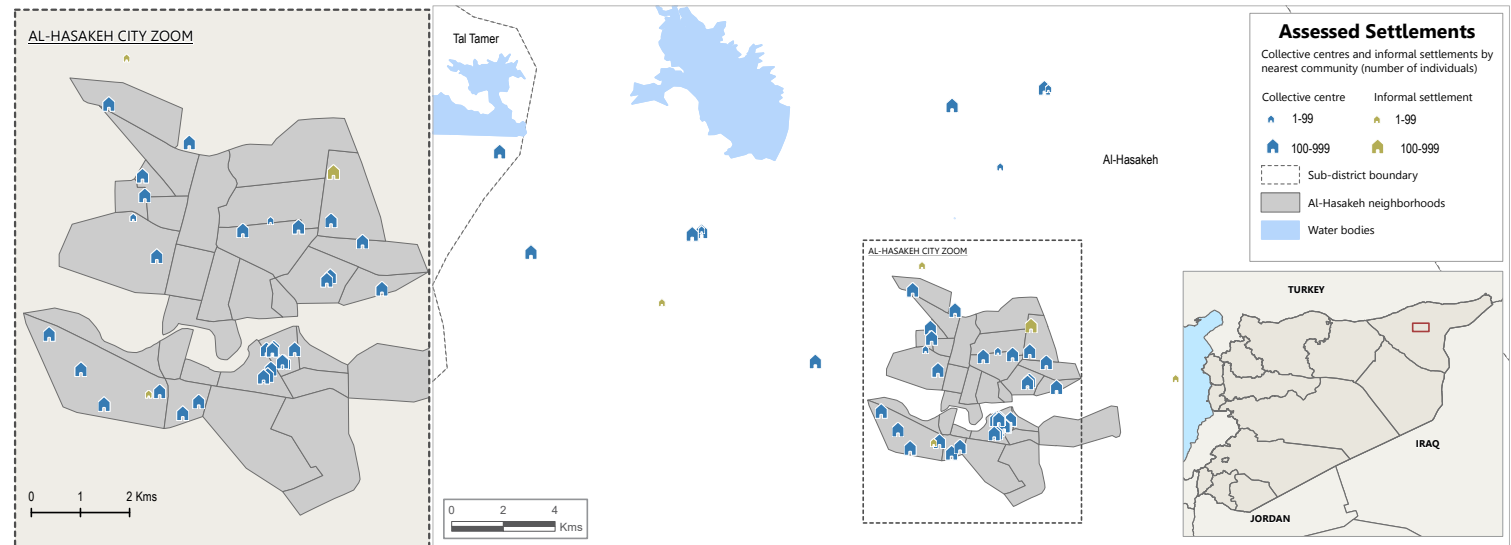 AL-HASAKEH CITY ZOOM
0 1 2 Kms
Tal Tamer
Al-Hasakeh
AL-HASAKEH CITY ZOOM
0 2 4
Kms
Assessed Settlements
Collective centres and informal settlements by
nearest community (number of individuals)
Collective centre Informal settlement
1-99 1-99
100-999 100-999
Sub-district boundary
Al-Hasakeh neighborhoods
Water bodies
TURKEY
IRAQ
JORDAN